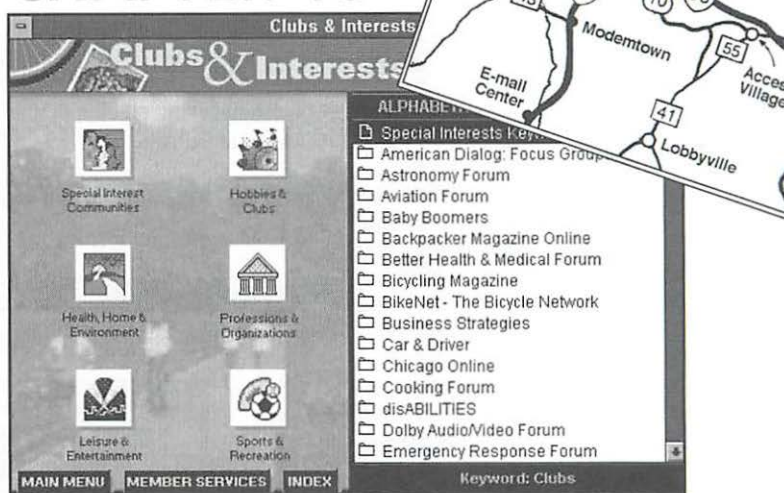 Clubs & Interests
Clubs & Interests
Special Interest
Communities
Hobbies &
Clubs
Health, Home &
Environment
Professions &
Organizations
Leisure &
Entertainment
Sports &
Recreation
MAIN MENU
MEMBER SERVICES
INDEX
Special Interests
American Dialog: Focus
Astronomy Forum
Aviation Forum
Baby Boomers
Backpacker Magazine Online
Better Health & Medical Forum
Bicycling Magazine
BikeNet - The Bicycle Network
Business Strategies
Car & Driver
Chicago Online
Cooking Forum
disABILITIES
Dolby Audio/Video Forum
Emergency Response Forum
Keyword: Clubs
Modemtown
55
E-mail
Center
41
Lobbyville
Village